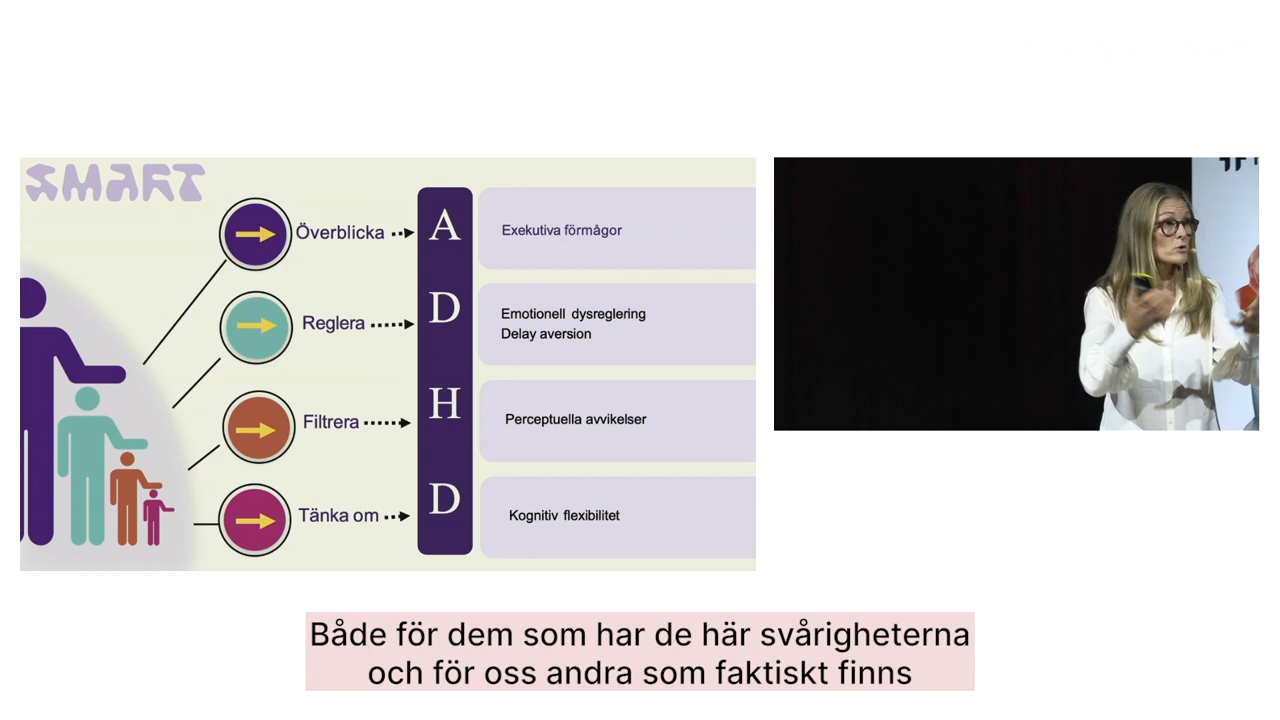 SMART
Överblicka
A
Exekutiva förmågor
Reglera
D
Emotionell dysreglering
Delay aversion
Filtrera
H
Perceptuella avvikelser
Tänka om
D
Kognitiv flexibilitet
Både för dem som har de här svårigheterna
och för oss andra som faktiskt finns